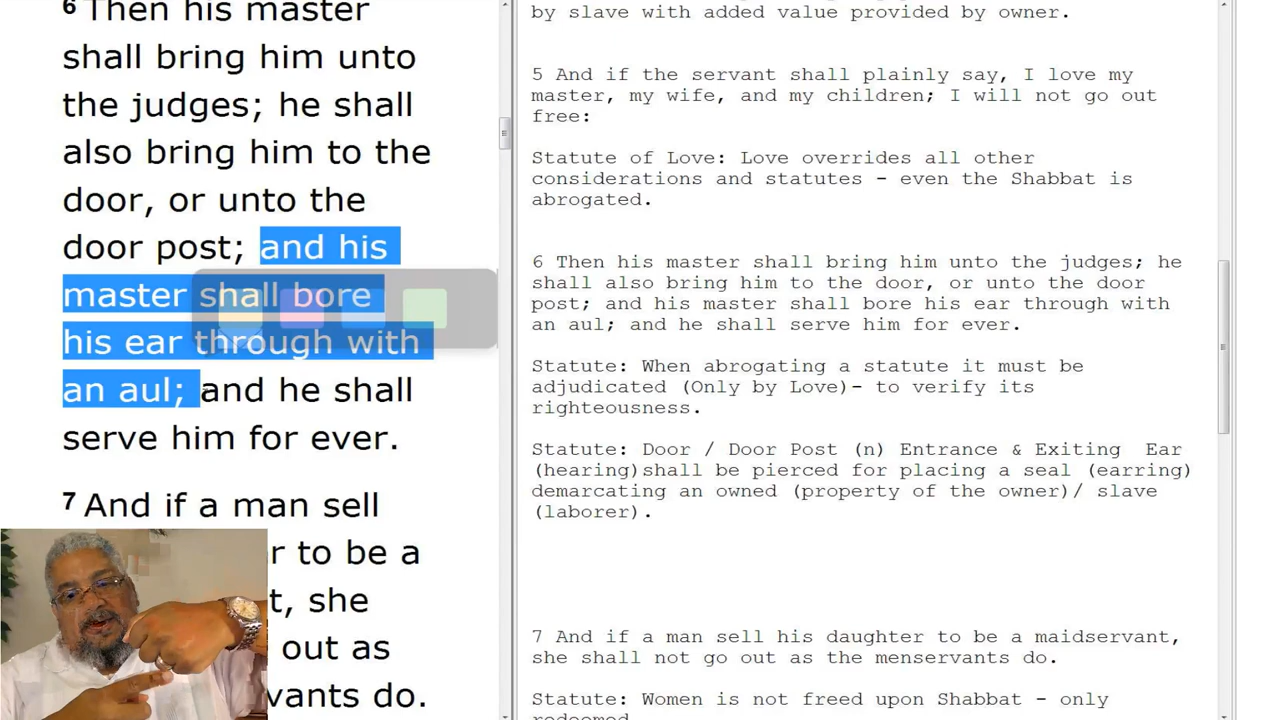 6
Then his master
shall bring him unto
the judges; he shall
also bring him to the
door, or unto the
door post; and his
master shall bore
his ear through with
an aul; and he shall
serve him for ever.
7 And if a man sell
to be a
she
out as
do.
by slave with added value provided by owner.
5 And if the servant shall plainly say, I love my
master, my wife, and my children; I will not go out
free:
Statute of Love: Love overrides all other
considerations and statutes - even the Shabbat is
abrogated.
6 Then his master shall bring him unto the judges; he
shall also bring him to the door, or unto the door
post; and his master shall bore his ear through with
an aul; and he shall serve him for ever.
Statute: When abrogating a statute it must be
adjudicated (Only by Love)- to verify its
righteousness.
Statute: Door / Door Post (n) Entrance & Exiting Ear
(hearing)shall be pierced for placing a seal (earring)
demarcating an owned (property of the owner)/ slave
(laborer).
7 And if a man sell his daughter to be a maidservant,
she shall not go out as the menservants do.
Statute: Women is not freed upon Shabbat - only
redeemed